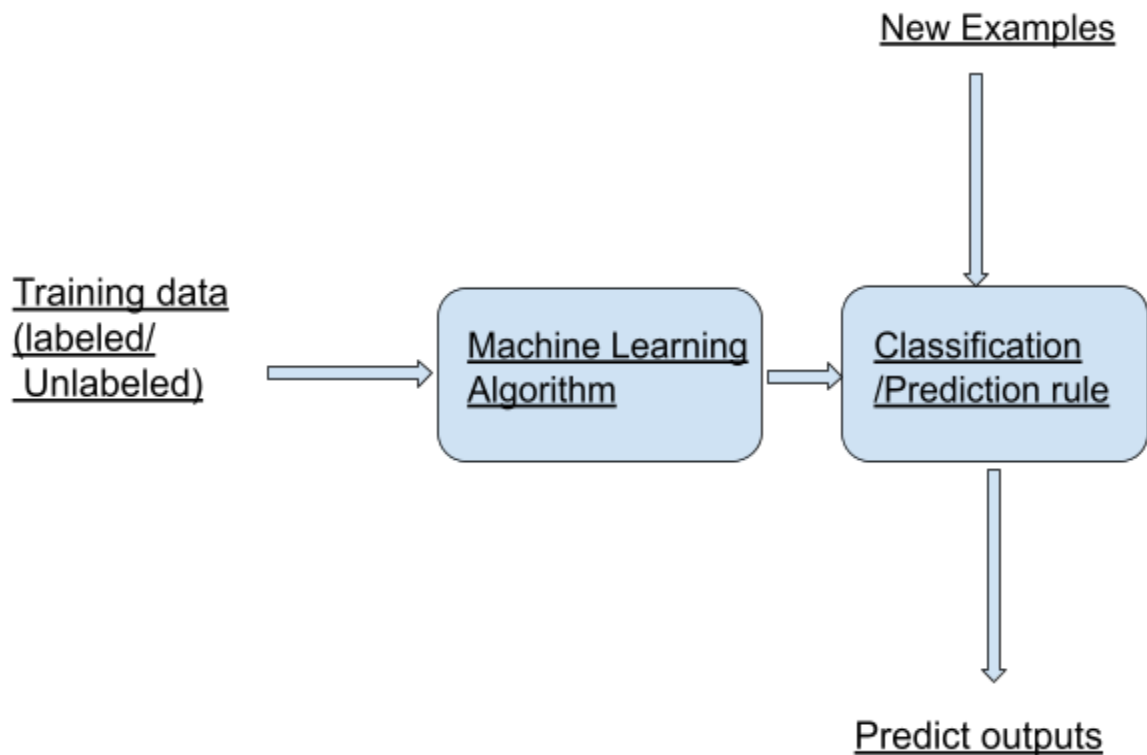 New Examples
Training data
(labeled/
Unlabeled)
Machine Learning
Algorithm
Classification
/Prediction rule
Predict outputs